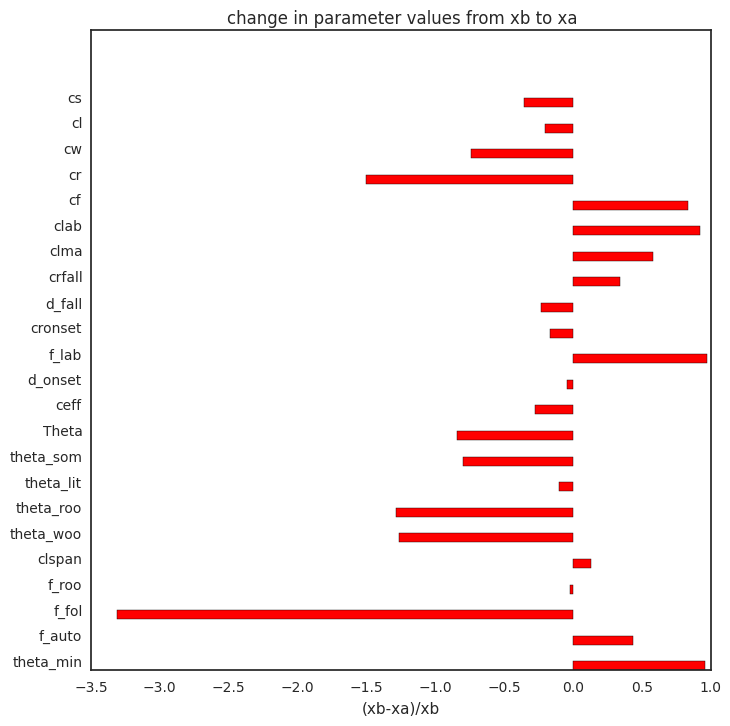 change in parameter values from xb to xa
cs
cl
cw
cr
cf
clab
clma
crfall
d_fall
cronset
f_lab
d_onset
ceff
Theta
theta_som
theta_lit
theta_roo
theta_woo
clspan
f_roo
f_fol
f_auto
theta_min
−3.5 −3.0 −2.5 −2.0 −1.5 −1.0 −0.5 0.0 0.5 1.0
(xb-xa)/xb